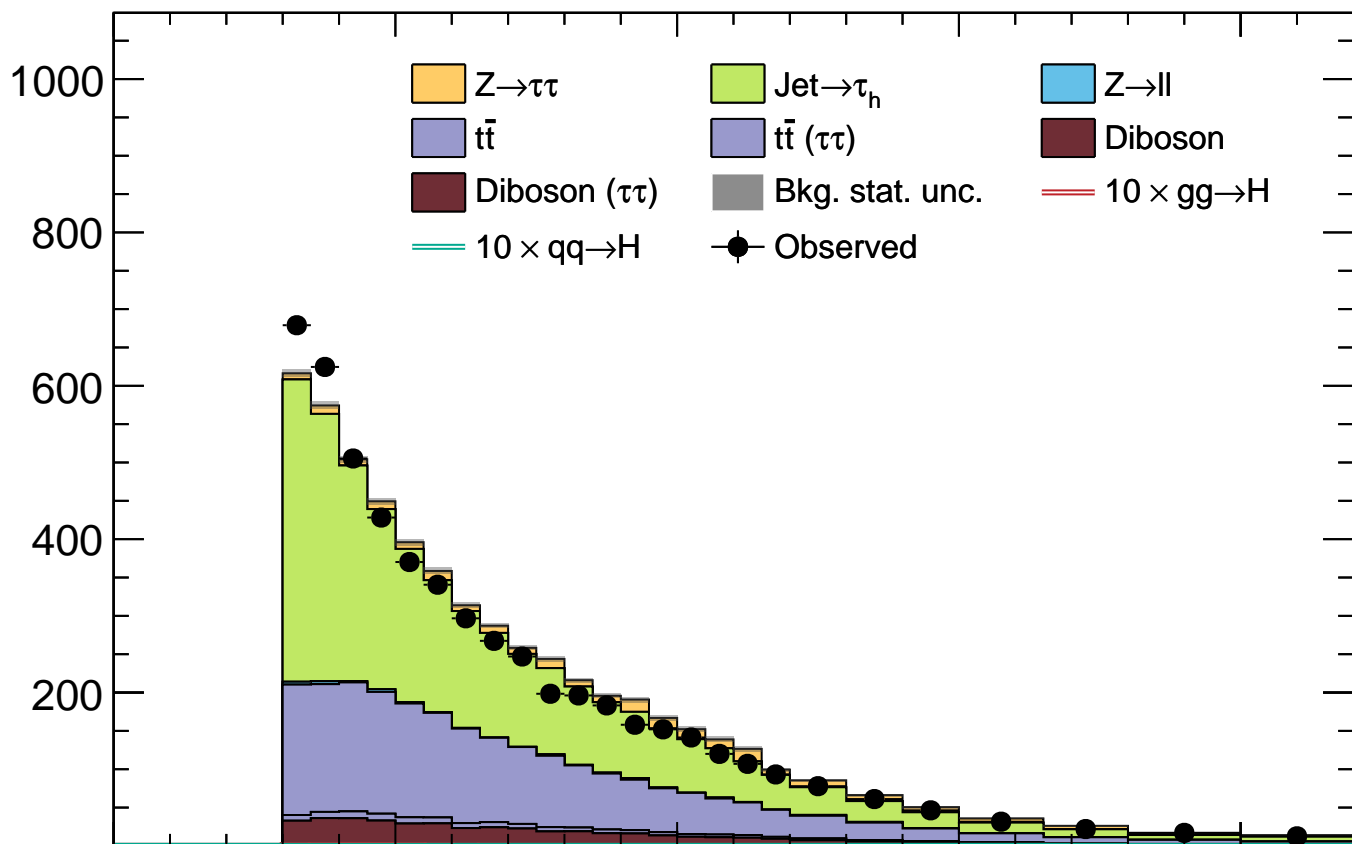 1000
Z→ττ Jet→τₕ Z→ll
tt̄ tt̄ (ττ) Diboson
Diboson (ττ) Bkg. stat. unc. 10 × gg→H
800
10 × qq→H Observed
600
400
200